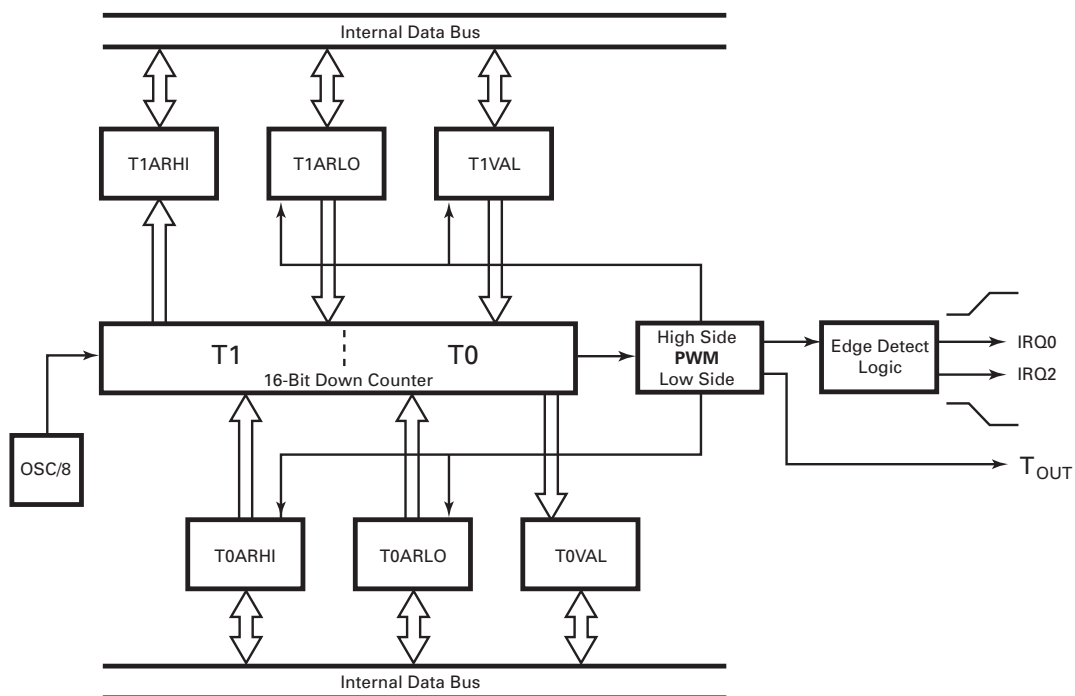 Internal Data Bus
T1ARHI
T1ARLO
T1VAL
T1
T0
16-Bit Down Counter
High Side
PWM
Low Side
Edge Detect
Logic
IRQ0
IRQ2
OSC/8
TOUT
T0ARHI
T0ARLO
T0VAL
Internal Data Bus